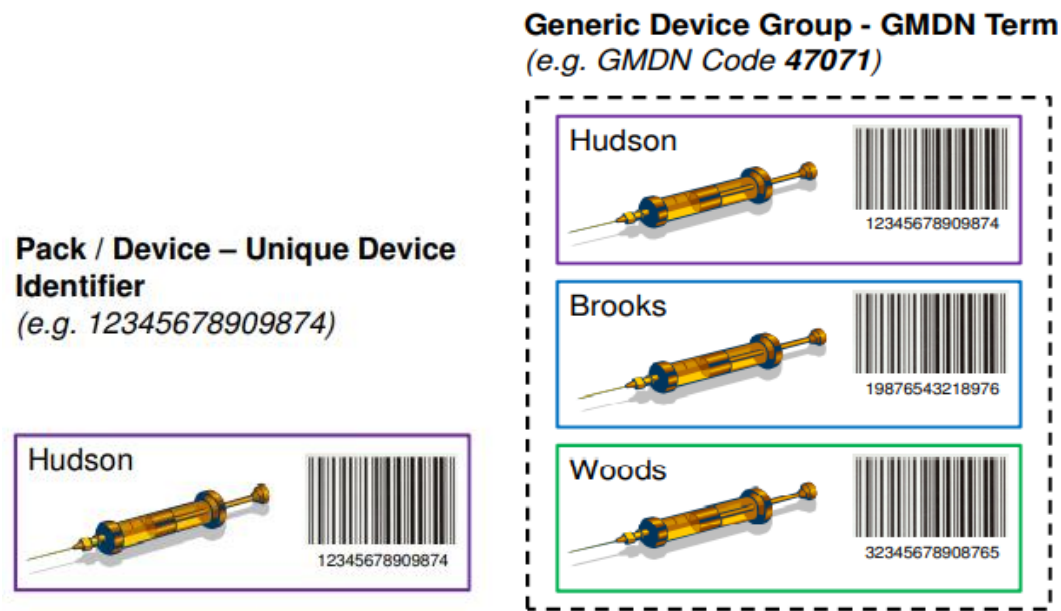 Generic Device Group - GMDN Term
(e.g. GMDN Code 47071)
Hudson
12345678909874
Brooks
19876543218976
Woods
32345678908765
Pack / Device – Unique Device
Identifier
(e.g. 12345678909874)
Hudson
12345678909874